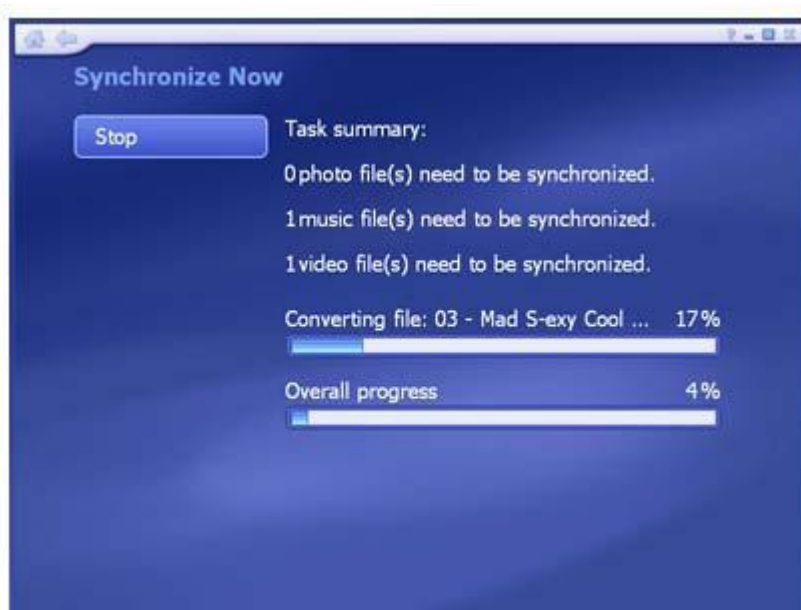 Synchronize Now
Stop
Task summary:
0 photo file(s) need to be synchronized.
1 music file(s) need to be synchronized.
1 video file(s) need to be synchronized.
Converting file: 03 - Mad S-exy Cool ... 17%
Overall progress 4%